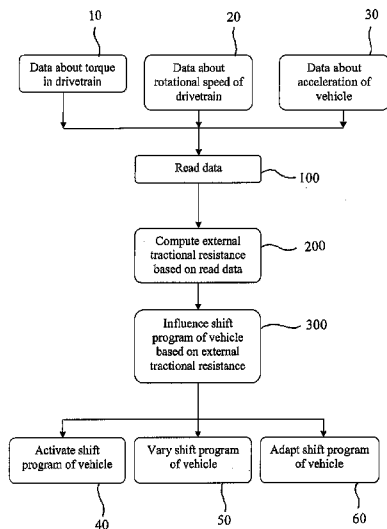 10
20
30
Data about torque
in drivetrain
Data about
rotational speed of
drivetrain
Data about
acceleration of
vehicle
Read data
100
Compute external
tractional resistance
based on read data
200
Influence shift
program of vehicle
based on external
tractional resistance
300
Activate shift
program of vehicle
Vary shift program
of vehicle
Adapt shift program
of vehicle
40
50
60